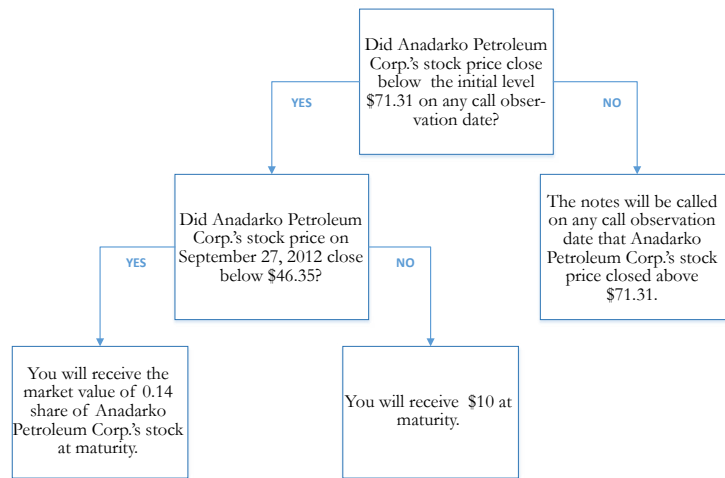 Did Anadarko Petroleum
Corp.'s stock price close
below the initial level
$71.31 on any call obser-
vation date?
YES
NO
Did Anadarko Petroleum
Corp.'s stock price on
September 27, 2012 close
below $46.35?
The notes will be called
on any call observation
date that Anadarko
Petroleum Corp.'s stock
price closed above
$71.31.
YES
NO
You will receive the
market value of 0.14
share of Anadarko
Petroleum Corp.'s stock
at maturity.
You will receive $10 at
maturity.